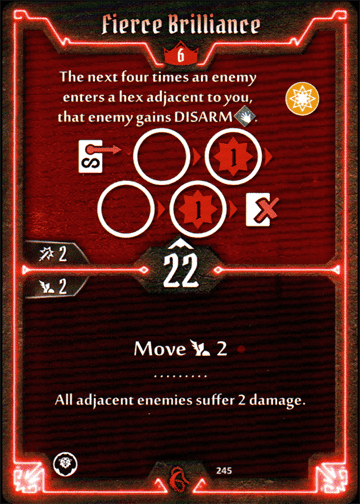 Fierce Brilliance
6
The next four times an enemy
enters a hex adjacent to you,
that enemy gains DISARM.
1
1
2
22
2
Move 2
All adjacent enemies suffer 2 damage.
245